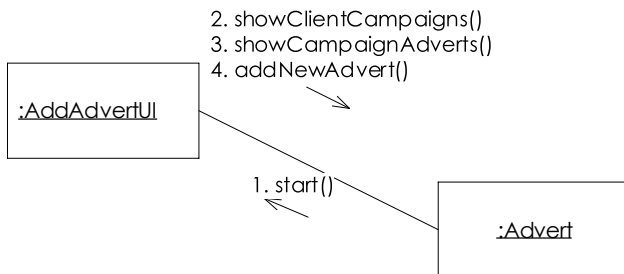 2. showClientCampaigns()
3. showCampaignAdverts()
4. addNewAdvert()
:AddAdvertUI
1. start()
:Advert